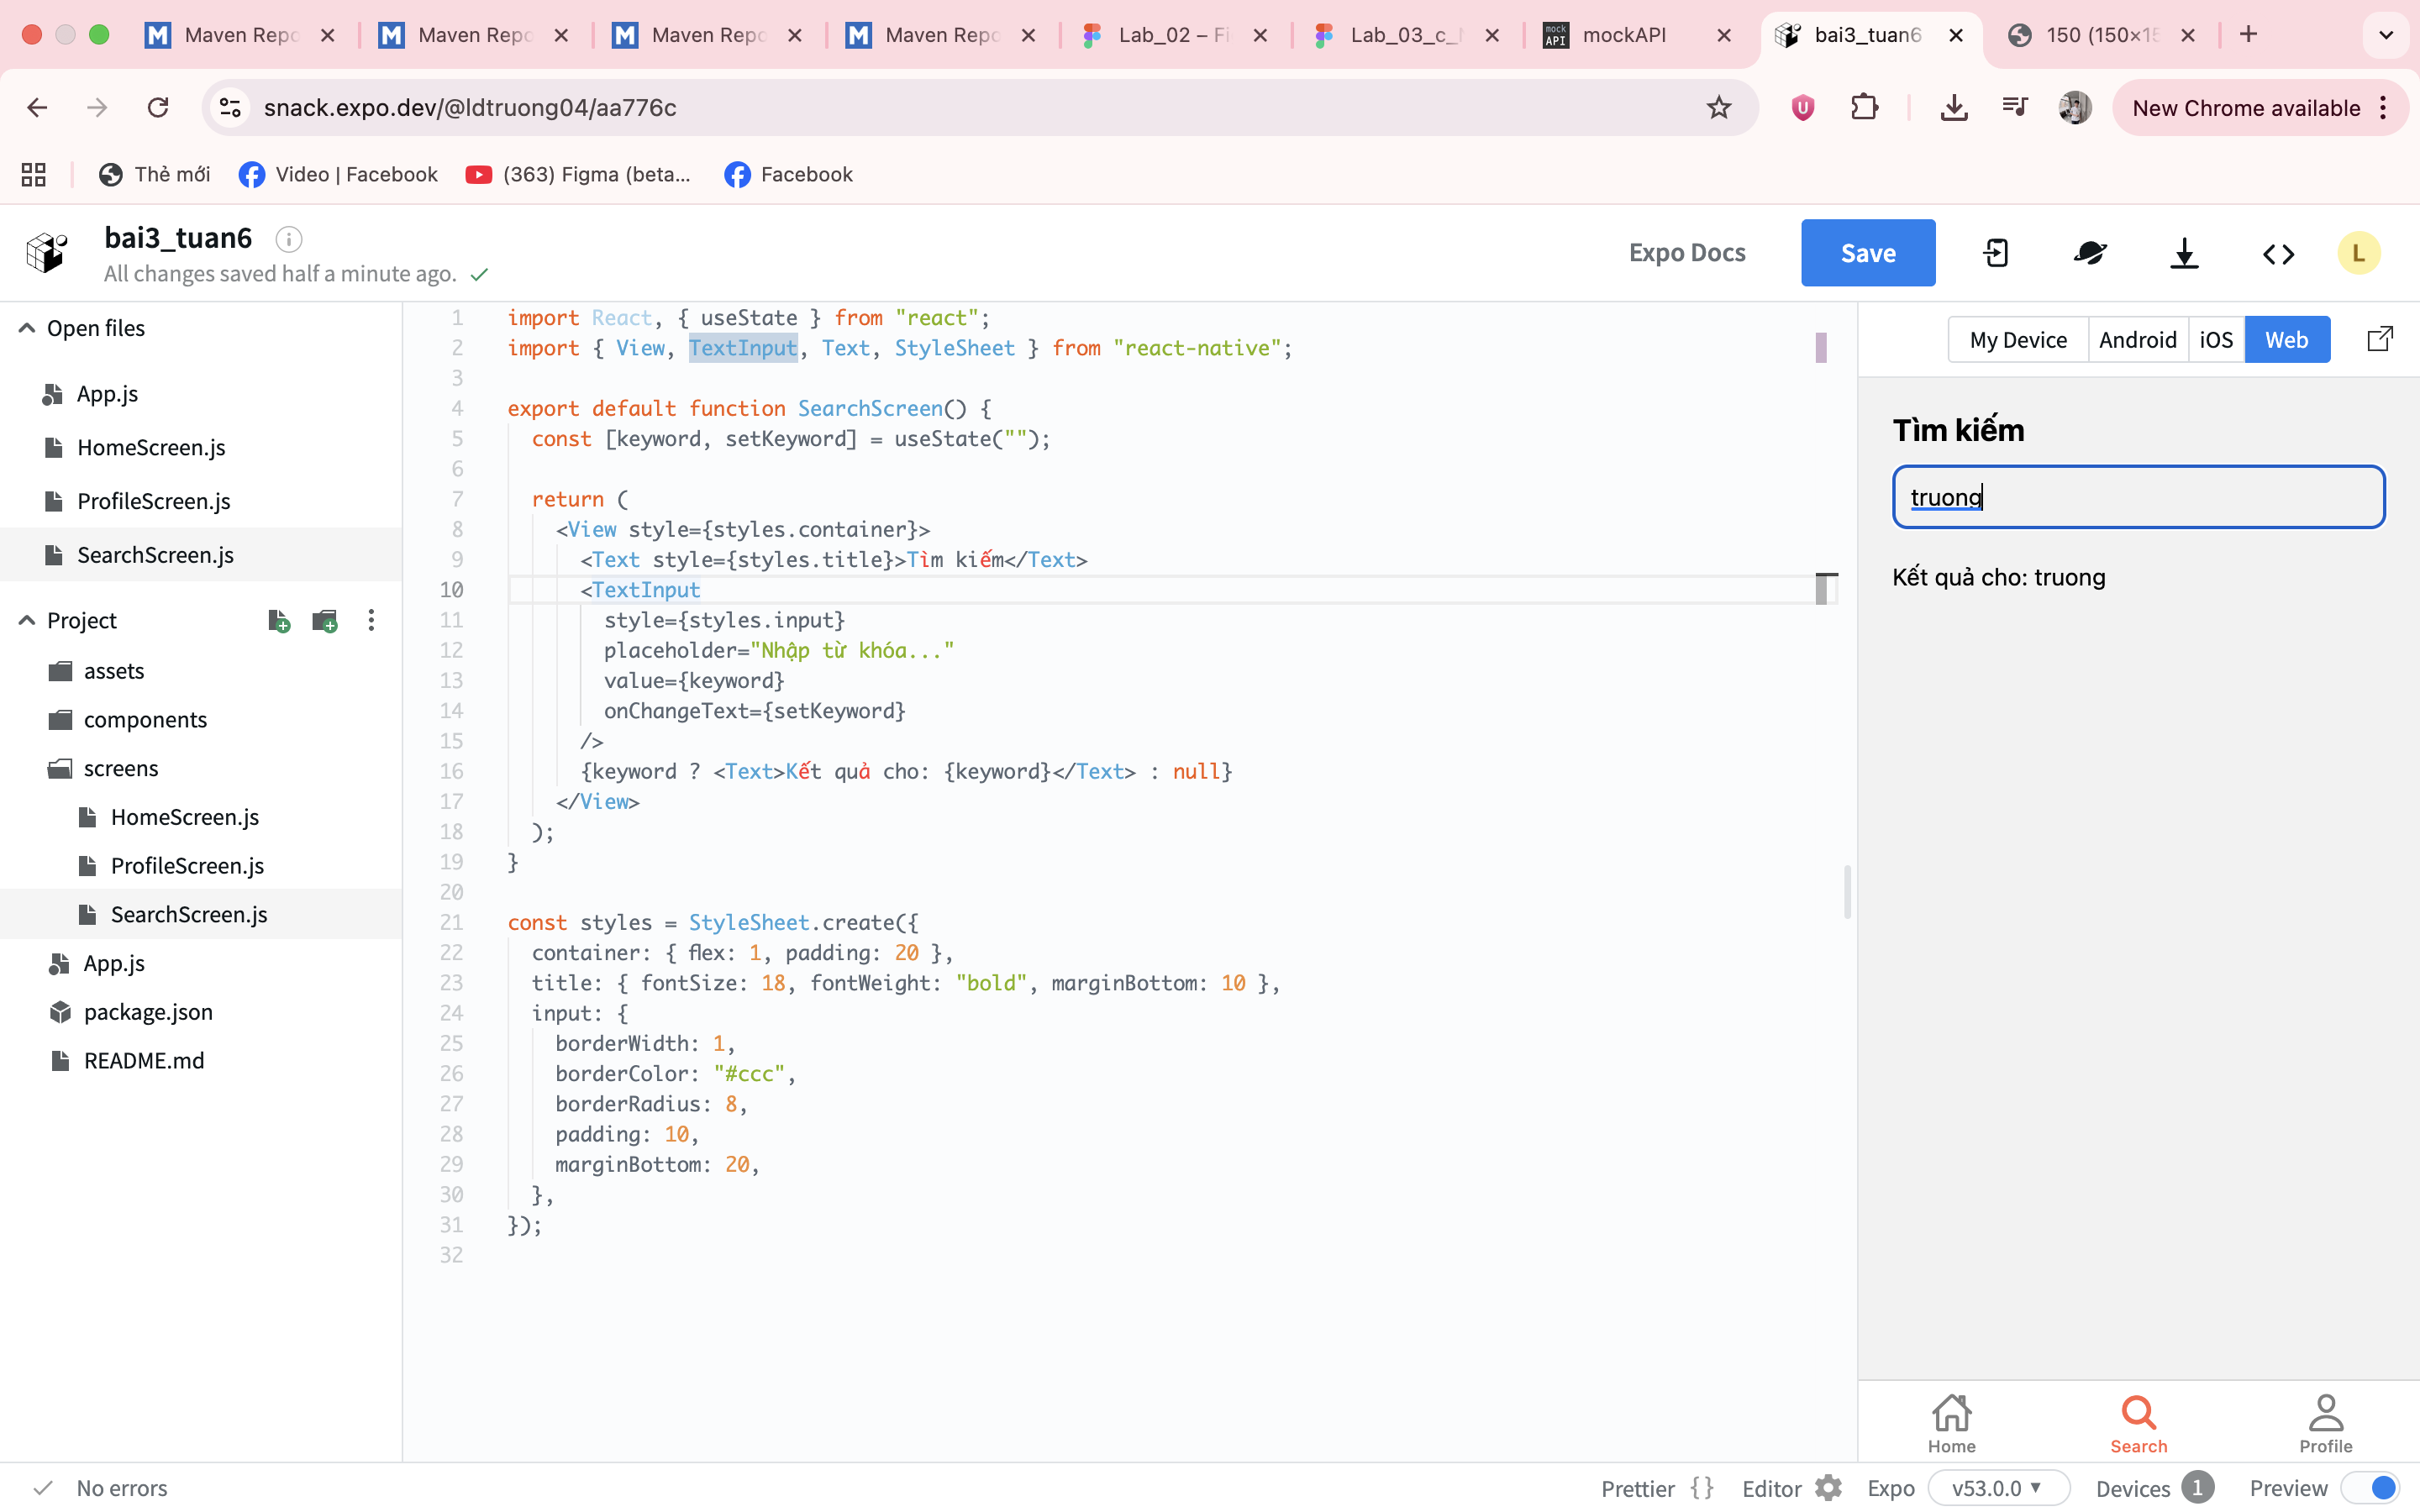 Maven Repo
Maven Repo
Maven Repo
Maven Repo
Lab_02 – Fi
Lab_03_c_
mock API mockAPI
bai3_tuan6
150 (150×15
snack.expo.dev/@ldtruong04/aa776c
New Chrome available
Thẻ mới
Video | Facebook
(363) Figma (beta...
Facebook
bai3_tuan6
All changes saved half a minute ago.
Expo Docs
Save
L
Open files
App.js
HomeScreen.js
ProfileScreen.js
SearchScreen.js
Project
assets
components
screens
HomeScreen.js
ProfileScreen.js
SearchScreen.js
App.js
package.json
README.md
1 import React, { useState } from "react";
2 import { View, TextInput, Text, StyleSheet } from "react-native";
3
4 export default function SearchScreen() {
5 const [keyword, setKeyword] = useState("");
6
7 return (
8 <View style={styles.container}>
9 <Text style={styles.title}>Tìm kiếm</Text>
10 <TextInput
11 style={styles.input}
12 placeholder="Nhập từ khóa..."
13 value={keyword}
14 onChangeText={setKeyword}
15 />
16 {keyword ? <Text>Kết quả cho: {keyword}</Text> : null}
17 </View>
18 );
19 }
20
21 const styles = StyleSheet.create({
22 container: { flex: 1, padding: 20 },
23 title: { fontSize: 18, fontWeight: "bold", marginBottom: 10 },
24 input: {
25 borderWidth: 1,
26 borderColor: "#ccc",
27 borderRadius: 8,
28 padding: 10,
29 marginBottom: 20,
30 },
31 });
32
My Device
Android
iOS
Web
Tìm kiếm
truong
Kết quả cho: truong
Home
Search
Profile
No errors
Prettier { }
Editor
Expo
v53.0.0
Devices 1
Preview